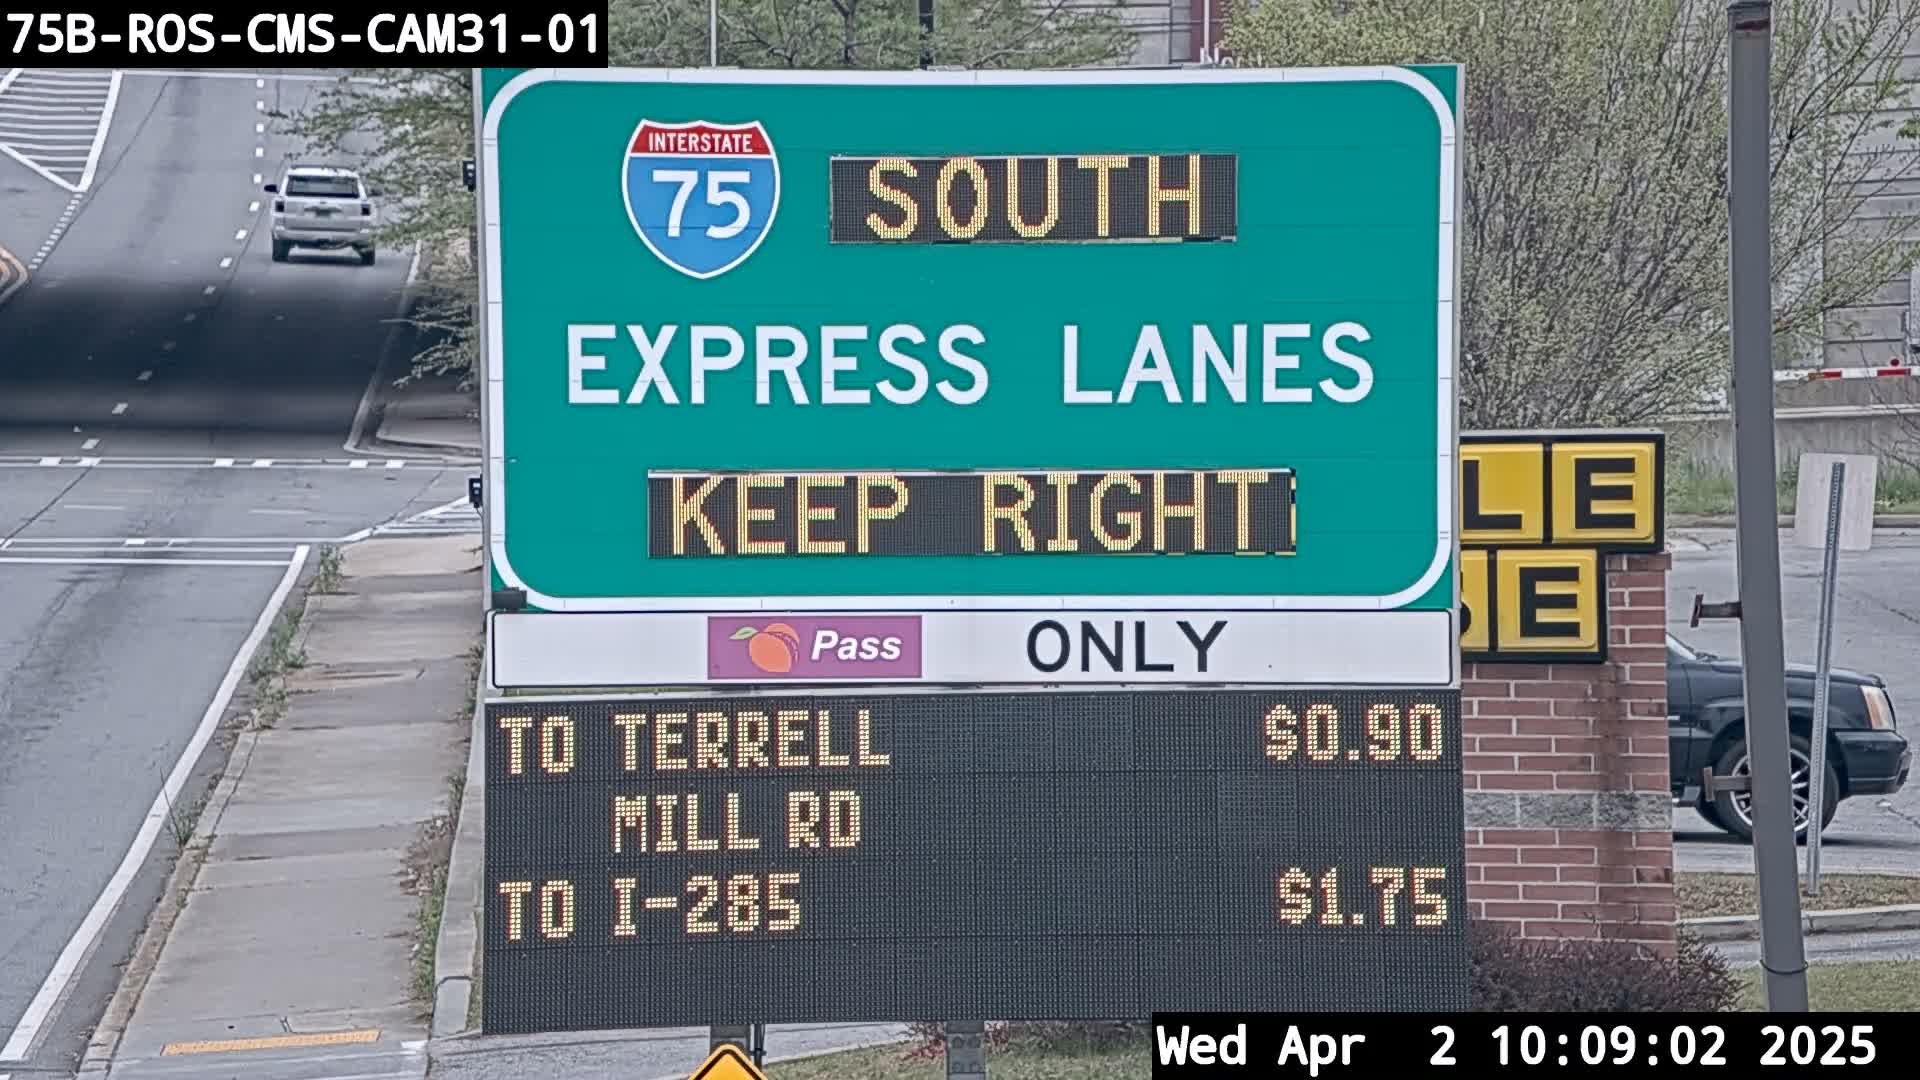 75B-ROS-CMS-CAM31-01
INTERSTATE
75
SOUTH
EXPRESS LANES
KEEP RIGHT
Pass ONLY
TO TERRELL $0.90
MILL RD
TO I-285 $1.75
LE
E
Wed Apr 2 10:09:02 2025